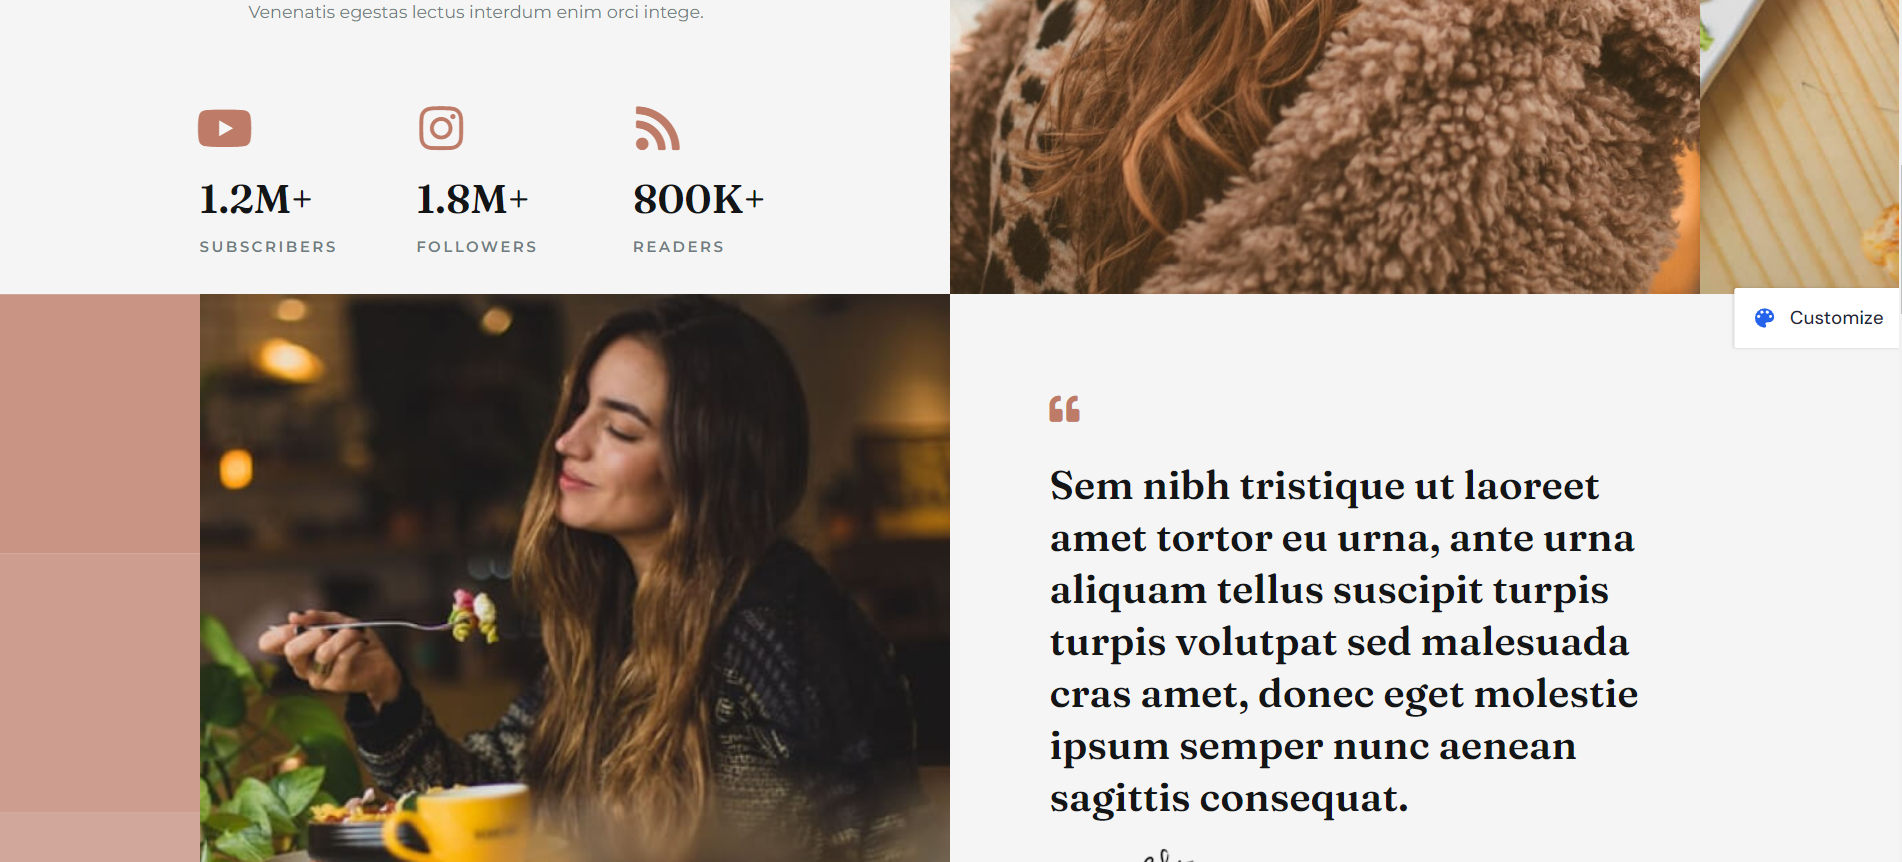 Venenatis egestas lectus interdum enim orci intege.
1.2M+
SUBSCRIBERS
1.8M+
FOLLOWERS
800K+
READERS
Customize
“
Sem nibh tristique ut laoreet
amet tortor eu urna, ante urna
aliquam tellus suscipit turpis
turpis volutpat sed malesuada
cras amet, donec eget molestie
ipsum semper nunc aenean
sagittis consequat.